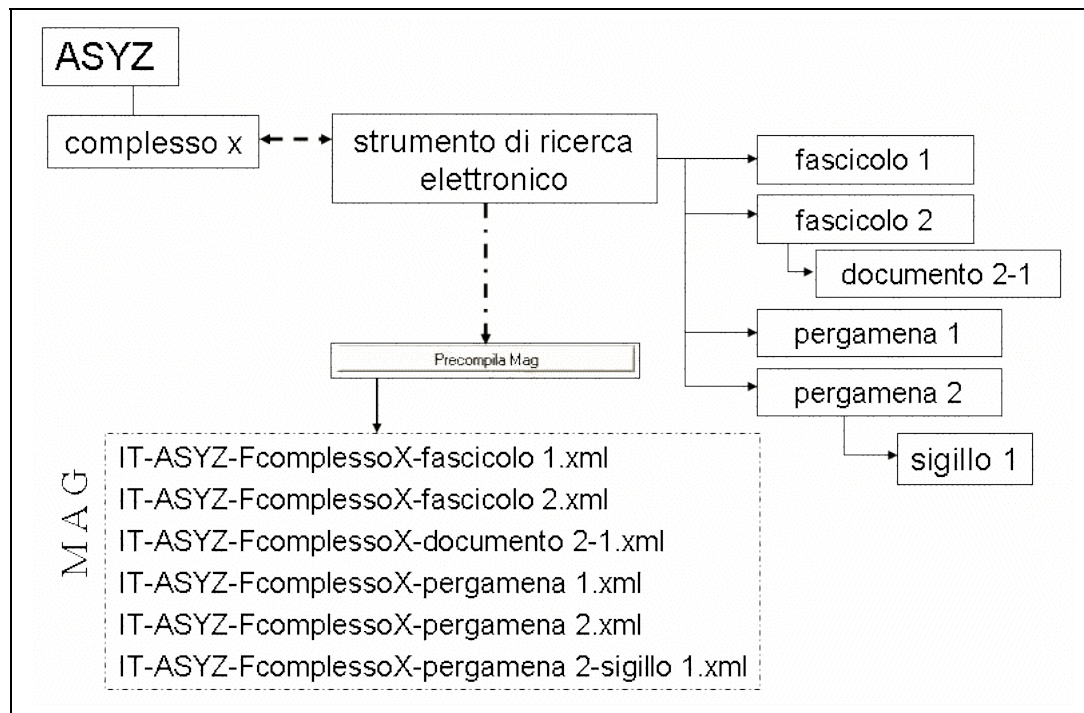 ASYZ
complesso x
strumento di ricerca
elettronico
fascicolo 1
fascicolo 2
documento 2-1
pergamena 1
pergamena 2
sigillo 1
Precompila Mag
MAG
IT-ASYZ-FcomplessoX-fascicolo 1.xml
IT-ASYZ-FcomplessoX-fascicolo 2.xml
IT-ASYZ-FcomplessoX-documento 2-1.xml
IT-ASYZ-FcomplessoX-pergamena 1.xml
IT-ASYZ-FcomplessoX-pergamena 2.xml
IT-ASYZ-FcomplessoX-pergamena 2-sigillo 1.xml